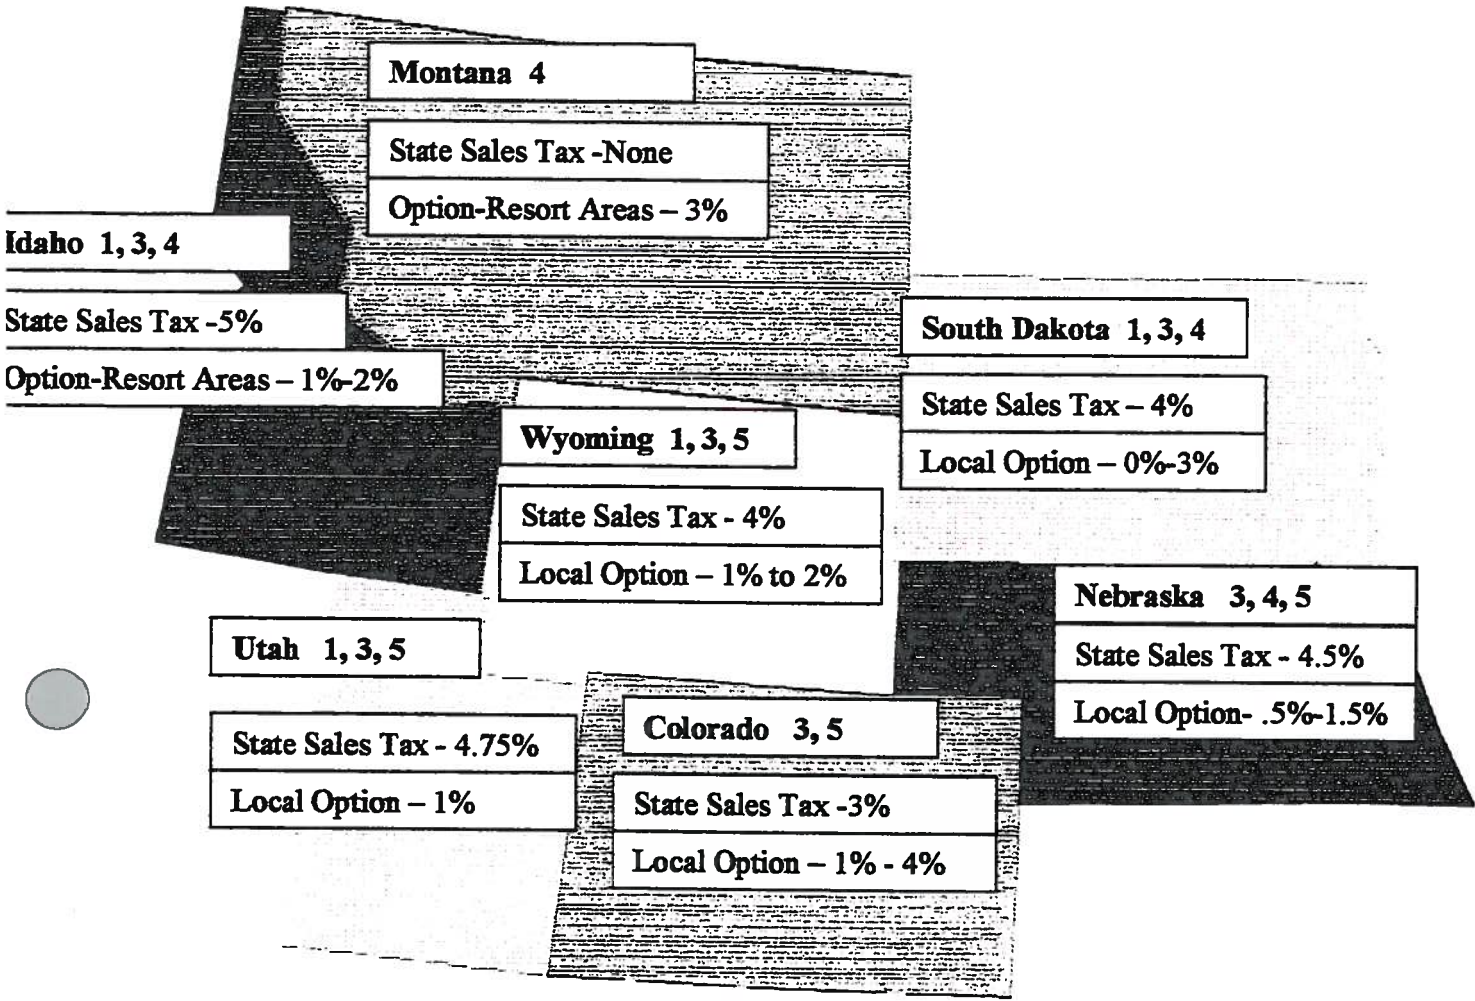 Montana 4
State Sales Tax -None
Option-Resort Areas – 3%
Idaho 1, 3, 4
State Sales Tax -5%
Option-Resort Areas – 1%-2%
South Dakota 1, 3, 4
State Sales Tax – 4%
Local Option – 0%-3%
Wyoming 1, 3, 5
State Sales Tax - 4%
Local Option – 1% to 2%
Nebraska 3, 4, 5
State Sales Tax - 4.5%
Local Option- .5%-1.5%
Utah 1, 3, 5
State Sales Tax - 4.75%
Local Option – 1%
Colorado 3, 5
State Sales Tax -3%
Local Option – 1% - 4%